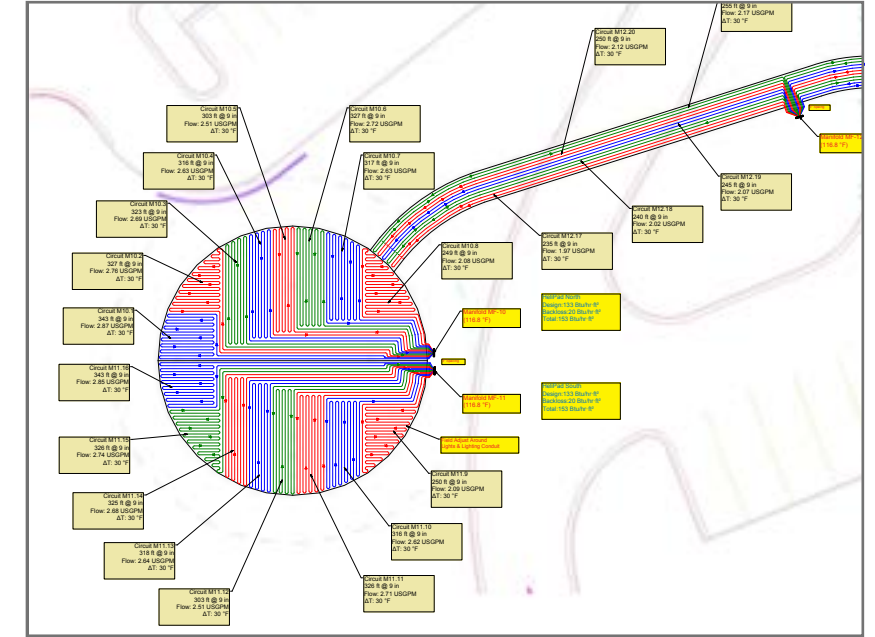 255 ft @ 9 in
Flow: 2.17 USGPM
ΔT: 30 °F
Circuit M12.20
250 ft @ 9 in
Flow: 2.12 USGPM
ΔT: 30 °F
Circuit M10.5
303 ft @ 9 in
Flow: 2.51 USGPM
ΔT: 30 °F
Circuit M10.6
327 ft @ 9 in
Flow: 2.72 USGPM
ΔT: 30 °F
Manifold MF-12
(116.8 °F)
Circuit M10.4
316 ft @ 9 in
Flow: 2.63 USGPM
ΔT: 30 °F
Circuit M10.7
317 ft @ 9 in
Flow: 2.63 USGPM
ΔT: 30 °F
Circuit M12.19
245 ft @ 9 in
Flow: 2.07 USGPM
ΔT: 30 °F
Circuit M10.3
323 ft @ 9 in
Flow: 2.69 USGPM
ΔT: 30 °F
Circuit M12.18
240 ft @ 9 in
Flow: 2.02 USGPM
ΔT: 30 °F
Circuit M12.17
235 ft @ 9 in
Flow: 1.97 USGPM
ΔT: 30 °F
Circuit M10.2
327 ft @ 9 in
Flow: 2.76 USGPM
ΔT: 30 °F
Circuit M10.8
249 ft @ 9 in
Flow: 2.08 USGPM
ΔT: 30 °F
Circuit M10.1
343 ft @ 9 in
Flow: 2.87 USGPM
ΔT: 30 °F
Manifold MF-10
(116.8 °F)
HeliPad North
Design:133 Btu/hr·ft²
Backloss:20 Btu/hr·ft²
Total:153 Btu/hr·ft²
Circuit M11.16
343 ft @ 9 in
Flow: 2.85 USGPM
ΔT: 30 °F
Manifold MF-11
(116.8 °F)
HeliPad South
Design:133 Btu/hr·ft²
Backloss:20 Btu/hr·ft²
Total:153 Btu/hr·ft²
Circuit M11.15
326 ft @ 9 in
Flow: 2.74 USGPM
ΔT: 30 °F
Field Adjust Around
Lights & Lighting Conduit
Circuit M11.9
250 ft @ 9 in
Flow: 2.09 USGPM
ΔT: 30 °F
Circuit M11.14
325 ft @ 9 in
Flow: 2.68 USGPM
ΔT: 30 °F
Circuit M11.10
316 ft @ 9 in
Flow: 2.62 USGPM
ΔT: 30 °F
Circuit M11.13
318 ft @ 9 in
Flow: 2.64 USGPM
ΔT: 30 °F
Circuit M11.11
326 ft @ 9 in
Flow: 2.71 USGPM
ΔT: 30 °F
Circuit M11.12
303 ft @ 9 in
Flow: 2.51 USGPM
ΔT: 30 °F